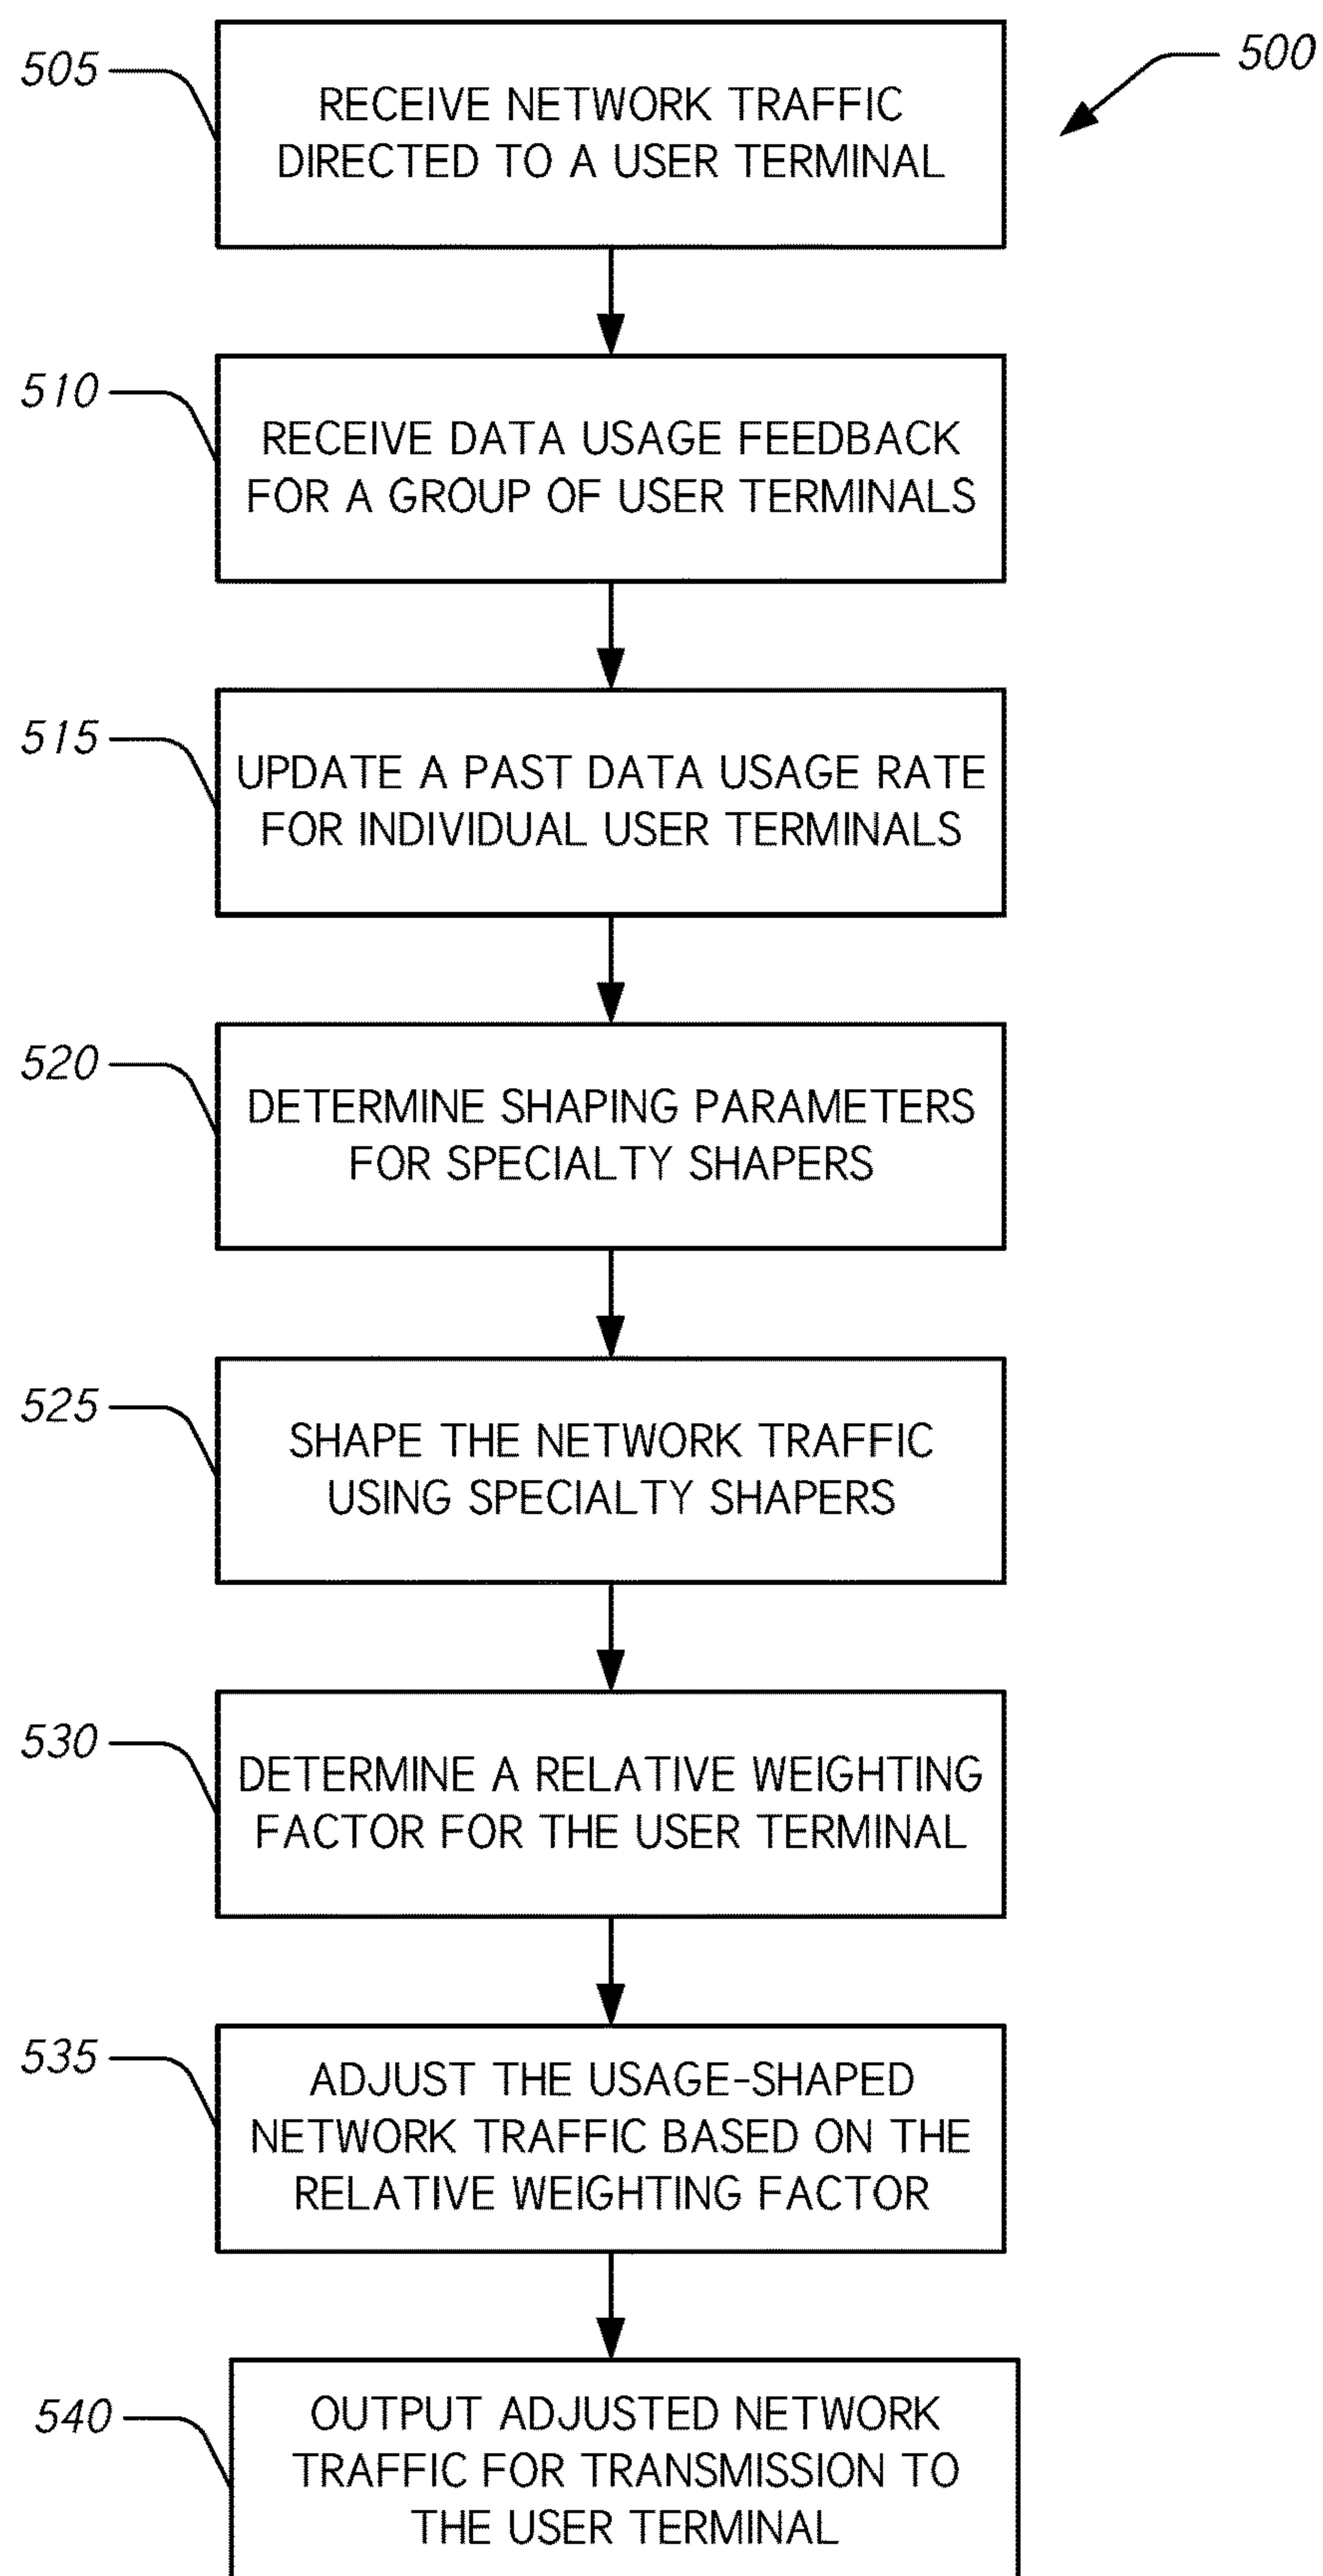 500
505
RECEIVE NETWORK TRAFFIC
DIRECTED TO A USER TERMINAL
510
RECEIVE DATA USAGE FEEDBACK
FOR A GROUP OF USER TERMINALS
515
UPDATE A PAST DATA USAGE RATE
FOR INDIVIDUAL USER TERMINALS
520
DETERMINE SHAPING PARAMETERS
FOR SPECIALTY SHAPERS
525
SHAPE THE NETWORK TRAFFIC
USING SPECIALTY SHAPERS
530
DETERMINE A RELATIVE WEIGHTING
FACTOR FOR THE USER TERMINAL
535
ADJUST THE USAGE-SHAPED
NETWORK TRAFFIC BASED ON THE
RELATIVE WEIGHTING FACTOR
540
OUTPUT ADJUSTED NETWORK
TRAFFIC FOR TRANSMISSION TO
THE USER TERMINAL